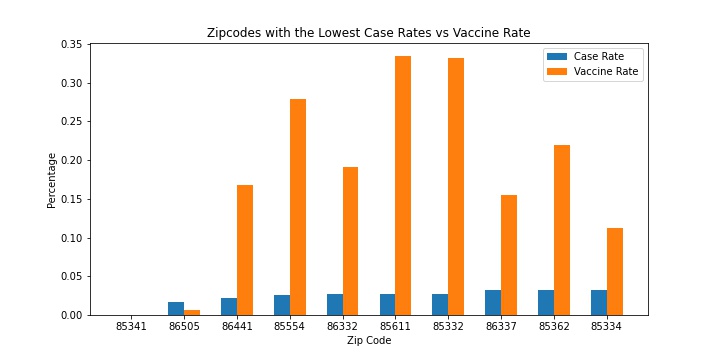 Zipcodes with the Lowest Case Rates vs Vaccine Rate
Case Rate
Vaccine Rate
Percentage
0.35
0.30
0.25
0.20
0.15
0.10
0.05
0.00
85341 86505 86441 85554 86332 85611 85332 86337 85362 85334
Zip Code